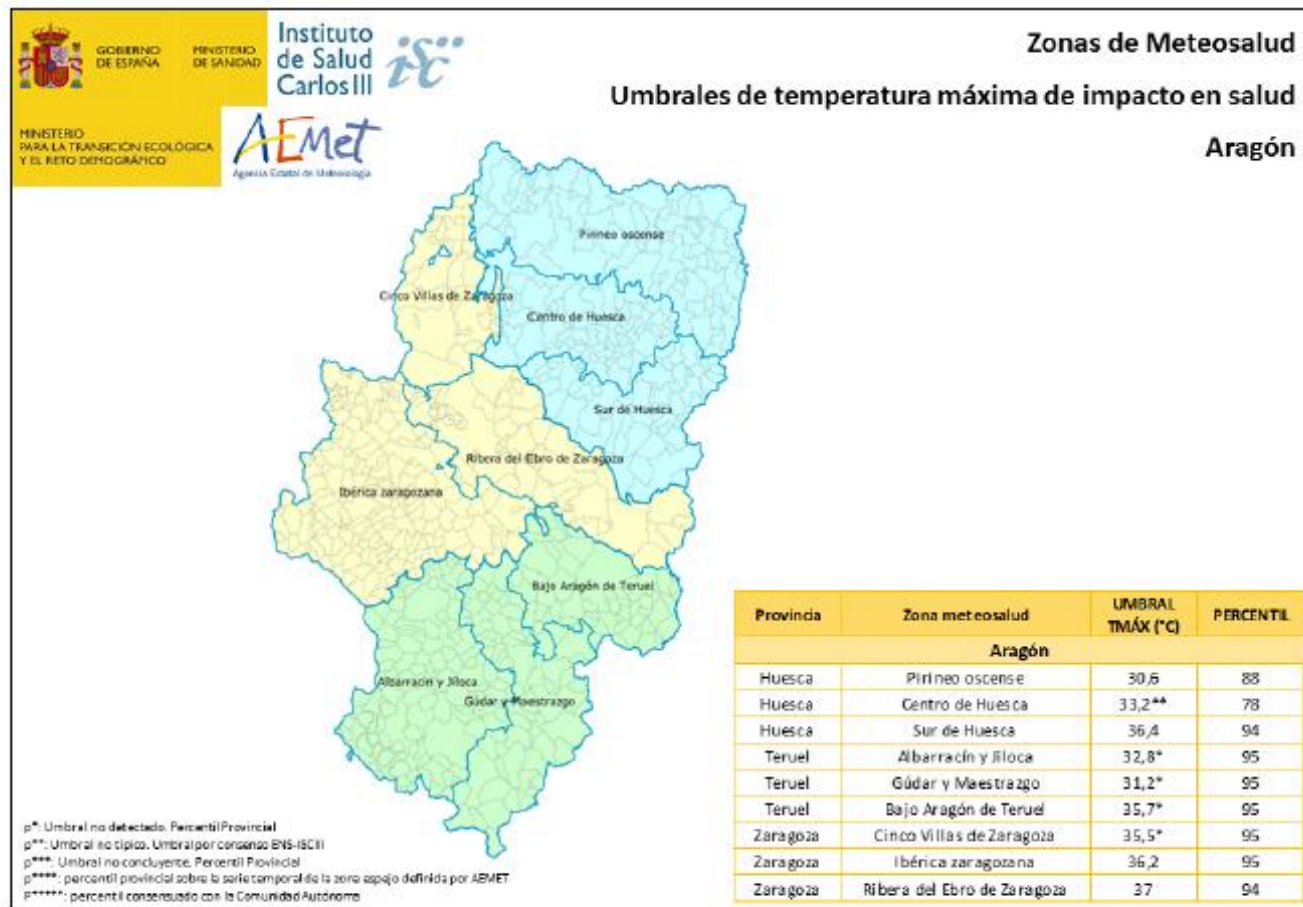 GOBIERNO
DE ESPAÑA
MINISTERIO
DE SANIDAD
Instituto
de Salud
Carlos III
isc
MINISTERIO
PARA LA TRANSICIÓN ECOLÓGICA
Y EL RETO DEMOGRÁFICO
AEMet
Agencia Estatal de Meteorología
Zonas de Meteosalud
Umbrales de temperatura máxima de impacto en salud
Aragón
Pirineo oscense
Cinco Villas de Zaragoza
Centro de Huesca
Sur de Huesca
Ribera del Ebro de Zaragoza
Ibérica zaragozana
Bajo Aragón de Teruel
Albarracín y Jiloca
Gúdar y Maestrazgo
Provincia Zona meteosalud UMBRAL TMÁX (°C) PERCENTIL
Aragón
Huesca Pirineo oscense 30,6 88
Huesca Centro de Huesca 33,2** 78
Huesca Sur de Huesca 36,4 94
Teruel Albarracín y Jiloca 32,8* 95
Teruel Gúdar y Maestrazgo 31,2* 95
Teruel Bajo Aragón de Teruel 35,7* 95
Zaragoza Cinco Villas de Zaragoza 35,5* 95
Zaragoza Ibérica zaragozana 36,2 95
Zaragoza Ribera del Ebro de Zaragoza 37 94
p*: Umbral no detectado. Percentil Provincial
p**: Umbral no típico. Umbral por consenso ENS-ISCIII
p***: Umbral no concluyente. Percentil Provincial
p****: percentil provincial sobre la serie temporal de la zona espejo definida por AEMET
P*****: percentil consensuado con la Comunidad Autónoma